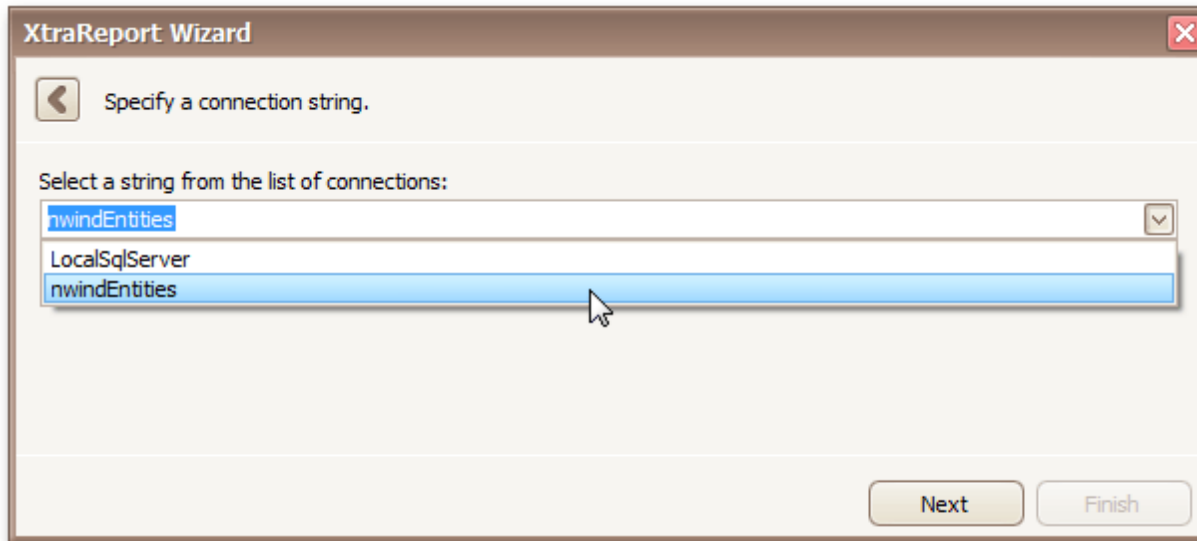 XtraReport Wizard
Specify a connection string.
Select a string from the list of connections:
nwindEntities
LocalSqlServer
nwindEntities
Next
Finish